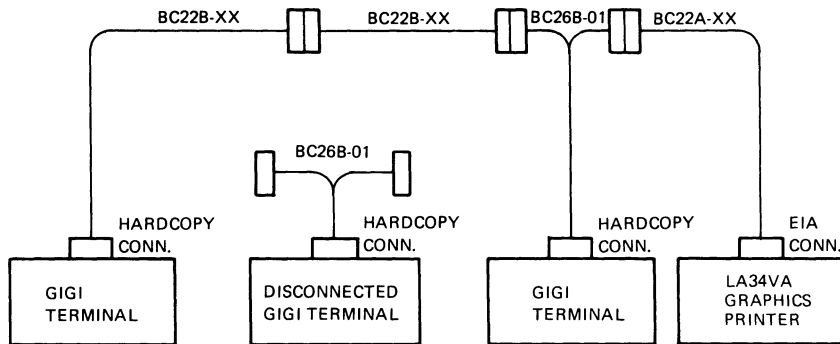 BC22B-XX
BC22B-XX
BC26B-01
BC22A-XX
BC26B-01
HARDCOPY
CONN.
HARDCOPY
CONN.
HARDCOPY
CONN.
EIA
CONN.
GIGI
TERMINAL
DISCONNECTED
GIGI TERMINAL
GIGI
TERMINAL
LA34VA
GRAPHICS
PRINTER